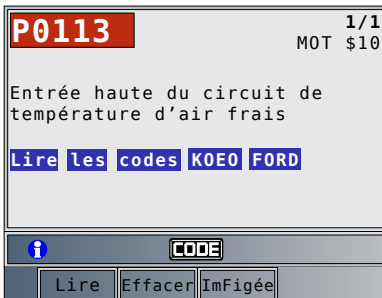 P0113
1/1
MOT $10
Entrée haute du circuit de
température d'air frais
Lire les codes KOEO FORD
i
CODE
Lire Effacer ImFigée